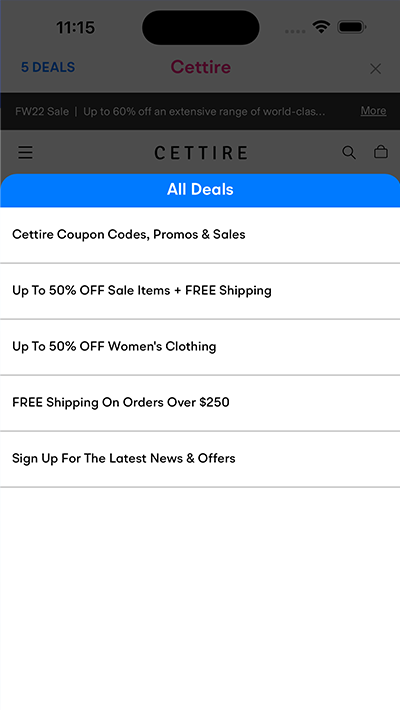 11:15
5 DEALS
Cettire
FW22 Sale | Up to 60% off an extensive range of world-clas...
More
CETTIRE
All Deals
Cettire Coupon Codes, Promos & Sales
Up To 50% OFF Sale Items + FREE Shipping
Up To 50% OFF Women's Clothing
FREE Shipping On Orders Over $250
Sign Up For The Latest News & Offers